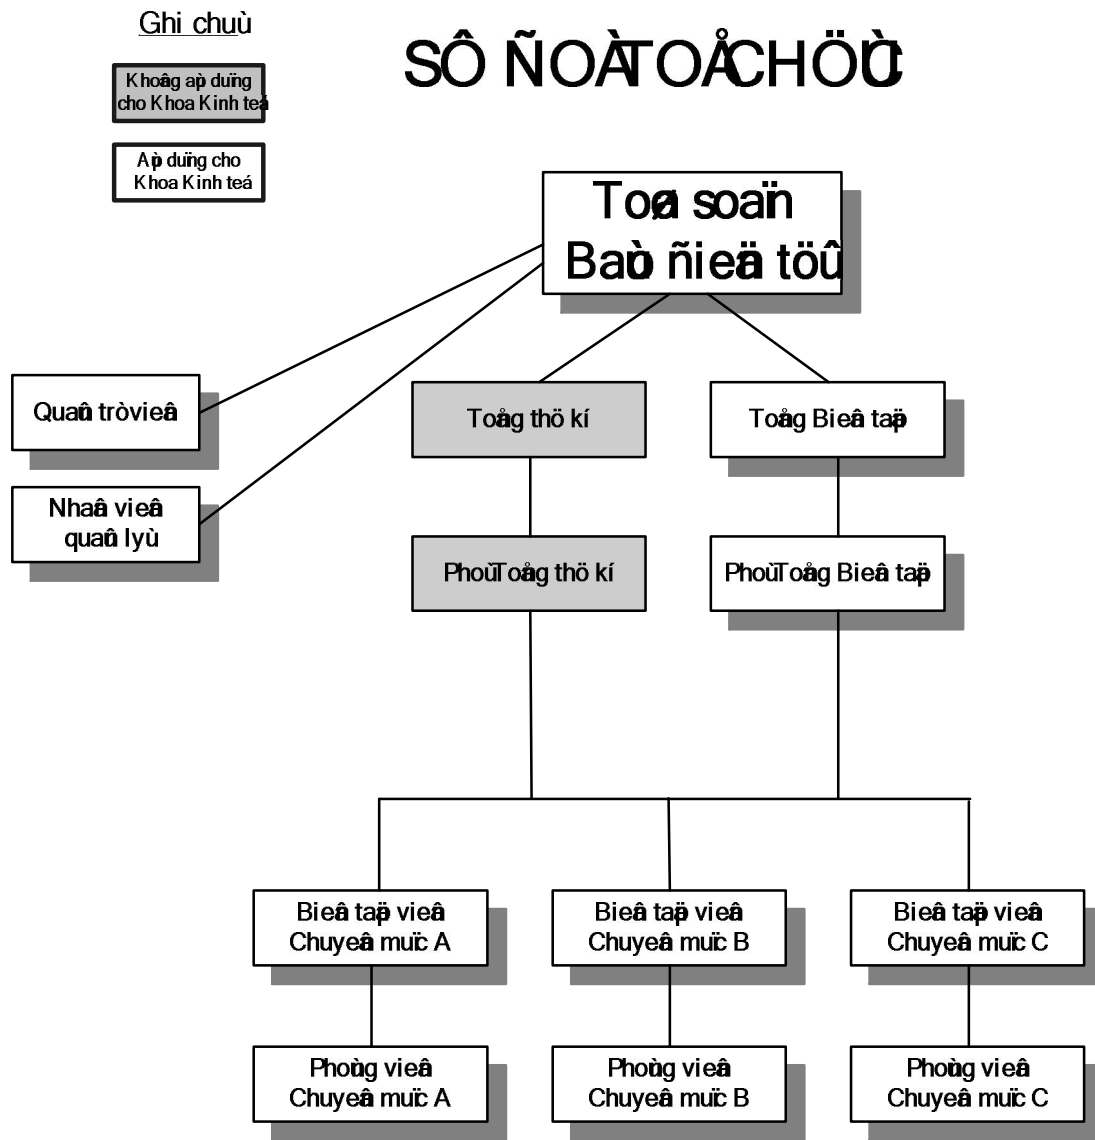 Ghi chuù
SÔ ÑOÀ TOÅ CHÖÙC
Khoâng aùp duïng
cho Khoa Kinh teá
AÙp duïng cho
Khoa Kinh teá
Toøa soaïn
Baùo ñieän töû
Quaûn trò vieân
Toång thö kí
Toång Bieân taäp
Nhaân vieân
quaûn lyù
Phoù Toång thö kí
Phoù Toång Bieân taäp
Bieân taäp vieân
Chuyeân muïc A
Bieân taäp vieân
Chuyeân muïc B
Bieân taäp vieân
Chuyeân muïc C
Phoùng vieân
Chuyeân muïc A
Phoùng vieân
Chuyeân muïc B
Phoùng vieân
Chuyeân muïc C